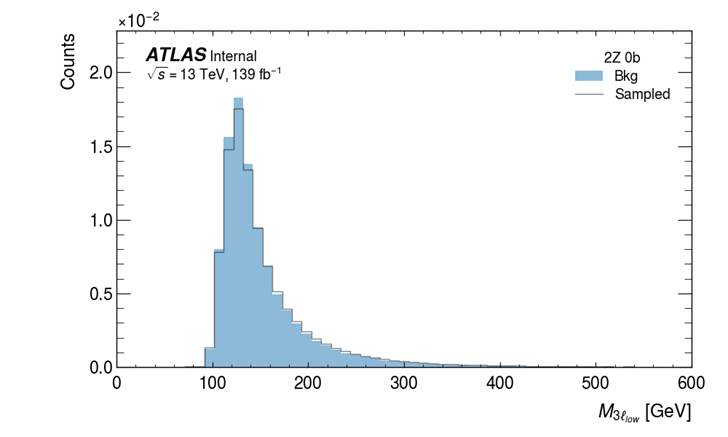 ×10⁻²
Counts
ATLAS Internal
√s = 13 TeV, 139 fb⁻¹
2Z 0b
Bkg
Sampled
2.0
1.5
1.0
0.5
0.0
0 100 200 300 400 500 600
M3ℓlow [GeV]